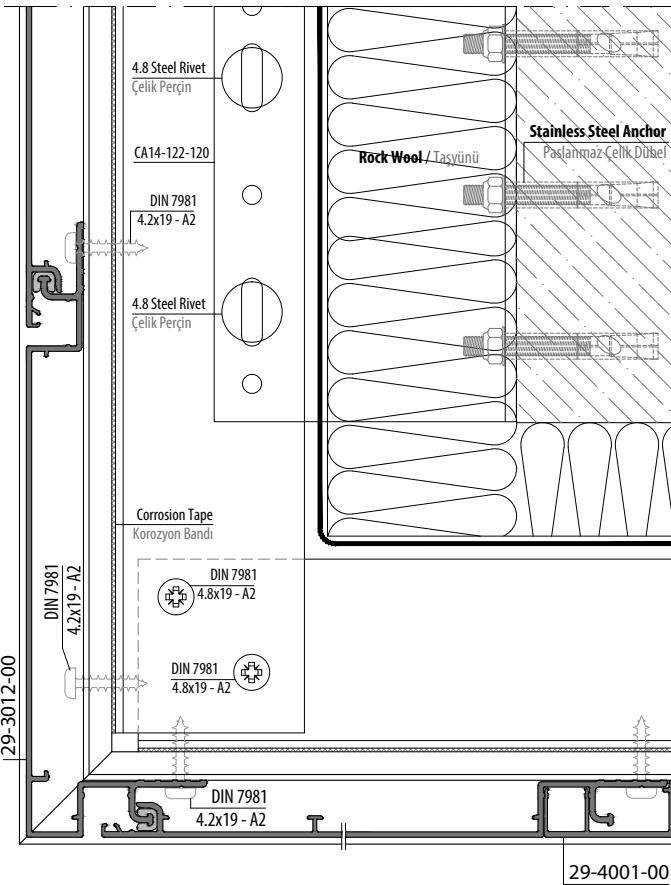 4.8 Steel Rivet
Çelik Perçin
CA14-122-120
DIN 7981
4.2x19 - A2
4.8 Steel Rivet
Çelik Perçin
Rock Wool / Taşyünü
Stainless Steel Anchor
Paslanmaz Çelik Dübel
Corrosion Tape
Korozyon Bandı
DIN 7981
4.8x19 - A2
DIN 7981
4.8x19 - A2
DIN 7981
4.2x19 - A2
29-3012-00
DIN 7981
4.2x19 - A2
29-4001-00